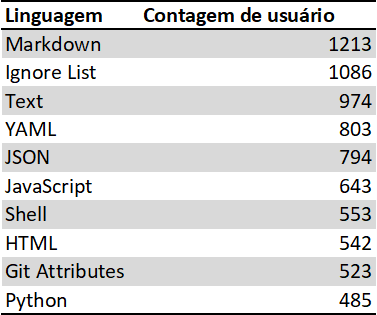 Linguagem Contagem de usuário
Markdown 1213
Ignore List 1086
Text 974
YAML 803
JSON 794
JavaScript 643
Shell 553
HTML 542
Git Attributes 523
Python 485